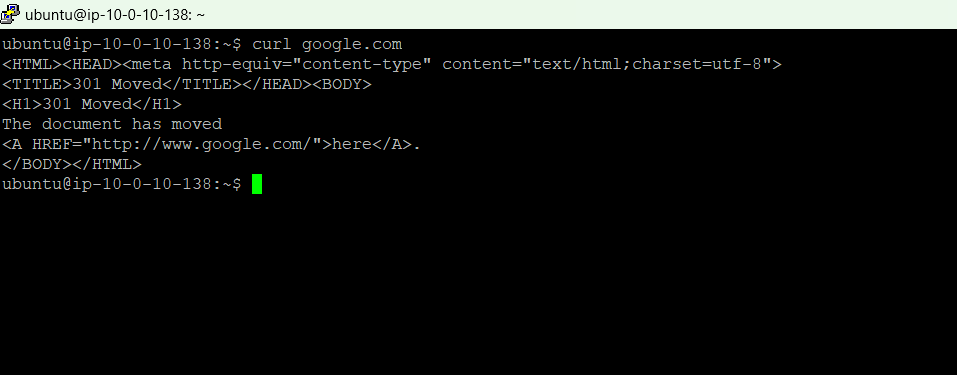 ubuntu@ip-10-0-10-138: ~
ubuntu@ip-10-0-10-138:~$ curl google.com
<HTML><HEAD><meta http-equiv="content-type" content="text/html;charset=utf-8">
<TITLE>301 Moved</TITLE></HEAD><BODY>
<H1>301 Moved</H1>
The document has moved
<A HREF="http://www.google.com/">here</A>.
</BODY></HTML>
ubuntu@ip-10-0-10-138:~$